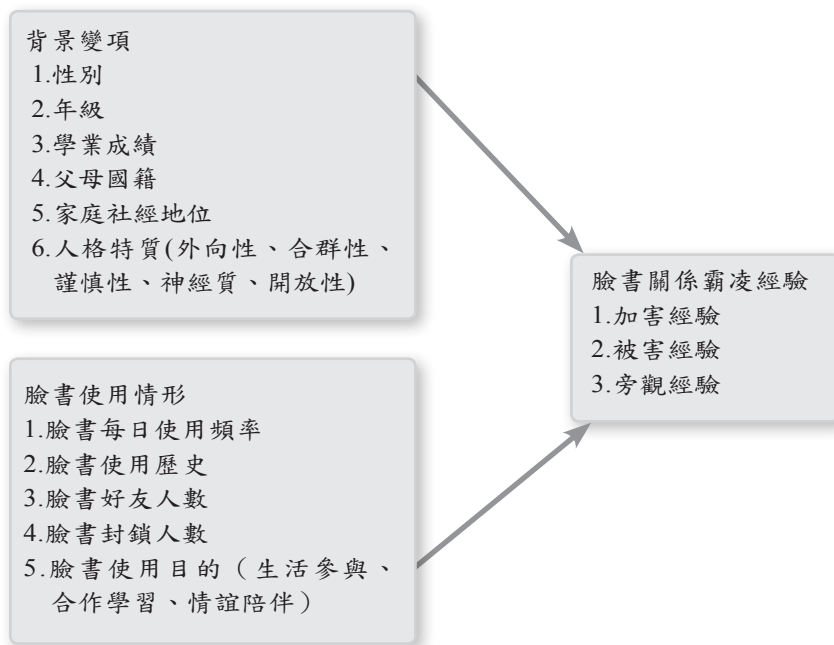 背景變項
1.性別
2.年級
3.學業成績
4.父母國籍
5.家庭社經地位
6.人格特質(外向性、合群性、
謹慎性、神經質、開放性)
臉書使用情形
1.臉書每日使用頻率
2.臉書使用歷史
3.臉書好友人數
4.臉書封鎖人數
5.臉書使用目的（生活參與、
合作學習、情誼陪伴）
臉書關係霸凌經驗
1.加害經驗
2.被害經驗
3.旁觀經驗